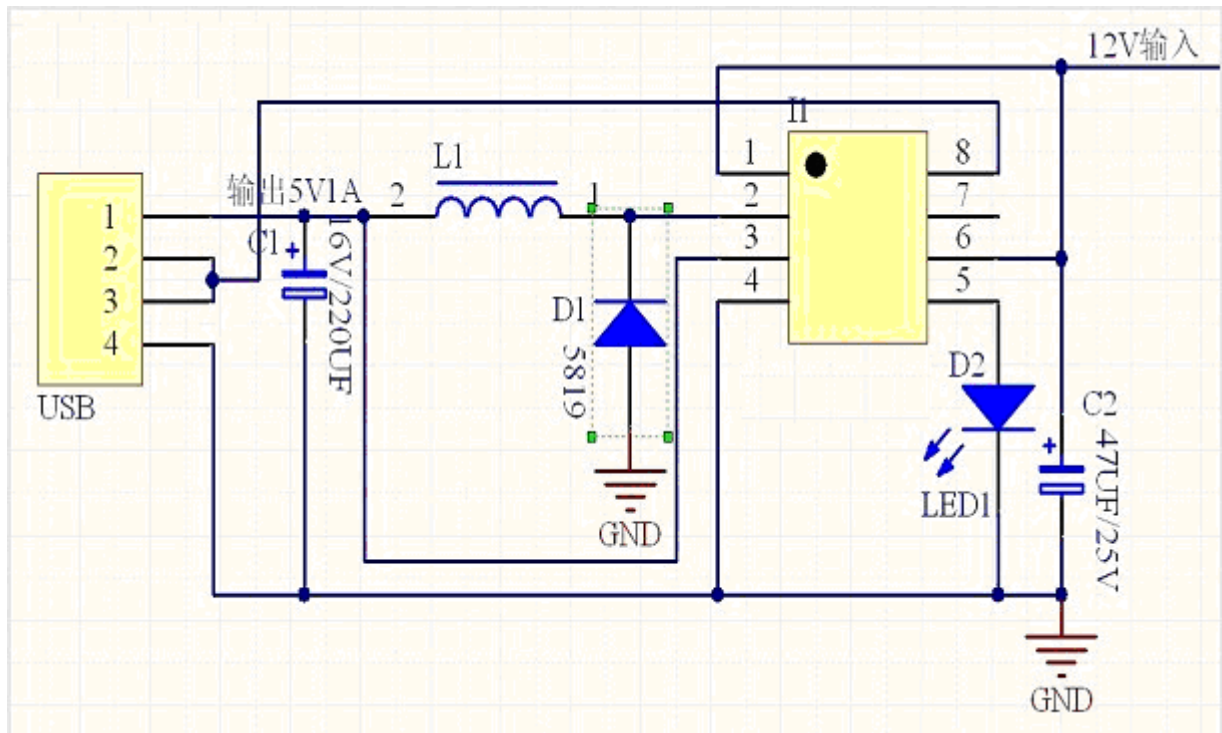 12V输入
I1
1
8
L1
输出5V1A
2
1
2
7
1
C1
3
6
2
16V/220UF
4
5
3
D1
4
5819
D2
USB
C2
47UF/25V
LED1
GND
GND